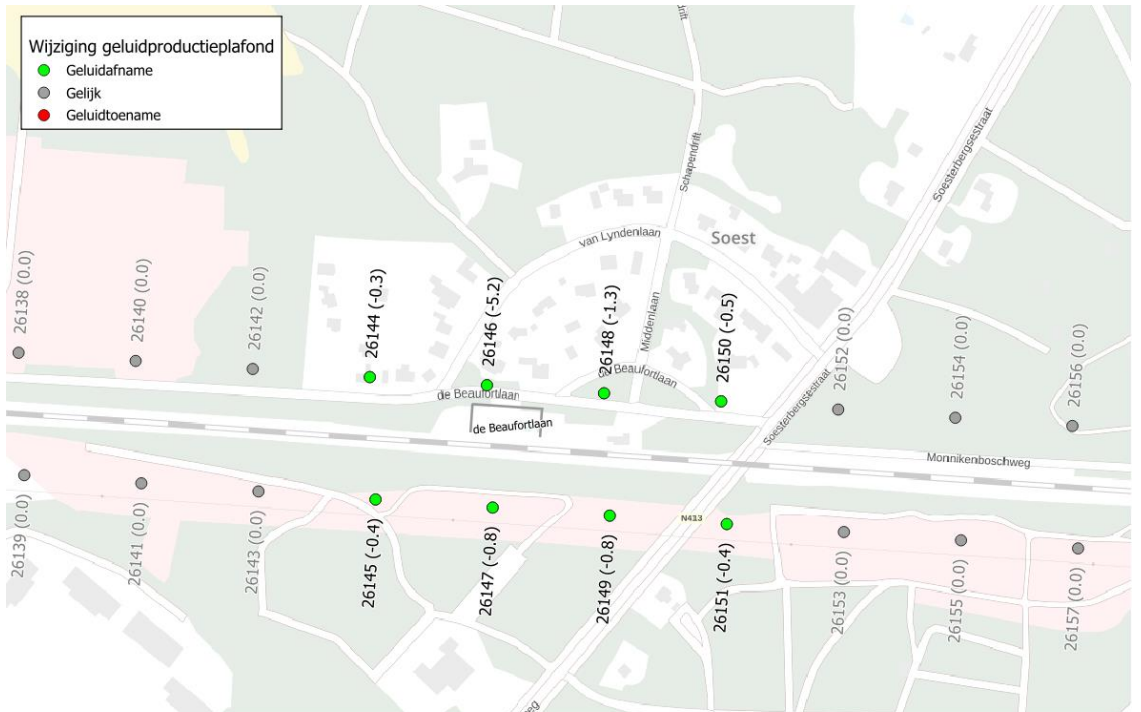 Wijziging geluidproductieplafond
Geluidafname
Gelijk
Geluidtoename
Schapendrift
Soesterbergsestraat
van Lyndenlaan
Soest
Middenlaan
de Beaufortlaan
de Beaufortlaan
de Beaufortlaan
Soesterbergsestraat
Monnikenboschweg
N413
26138 (0.0)
26140 (0.0)
26142 (0.0)
26144 (-0.3)
26146 (-5.2)
26148 (-1.3)
26150 (-0.5)
26152 (0.0)
26154 (0.0)
26156 (0.0)
26139 (0.0)
26141 (0.0)
26143 (0.0)
26145 (-0.4)
26147 (-0.8)
26149 (-0.8)
26151 (-0.4)
26153 (0.0)
26155 (0.0)
26157 (0.0)